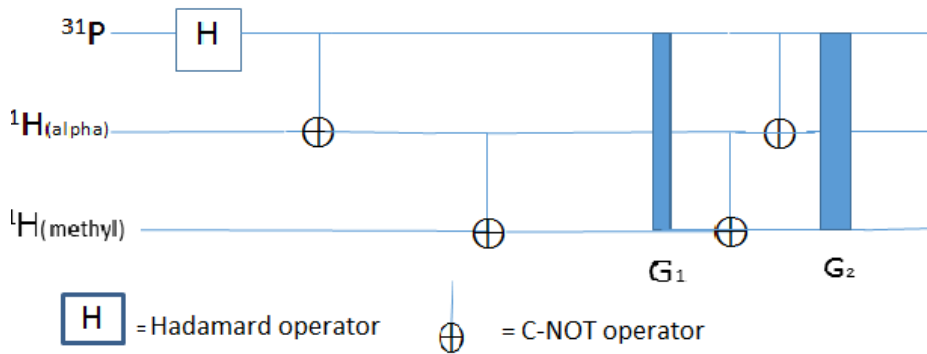 ³¹P
H
¹H(alpha)
¹H(methyl)
G₁
G₂
H = Hadamard operator
= C-NOT operator